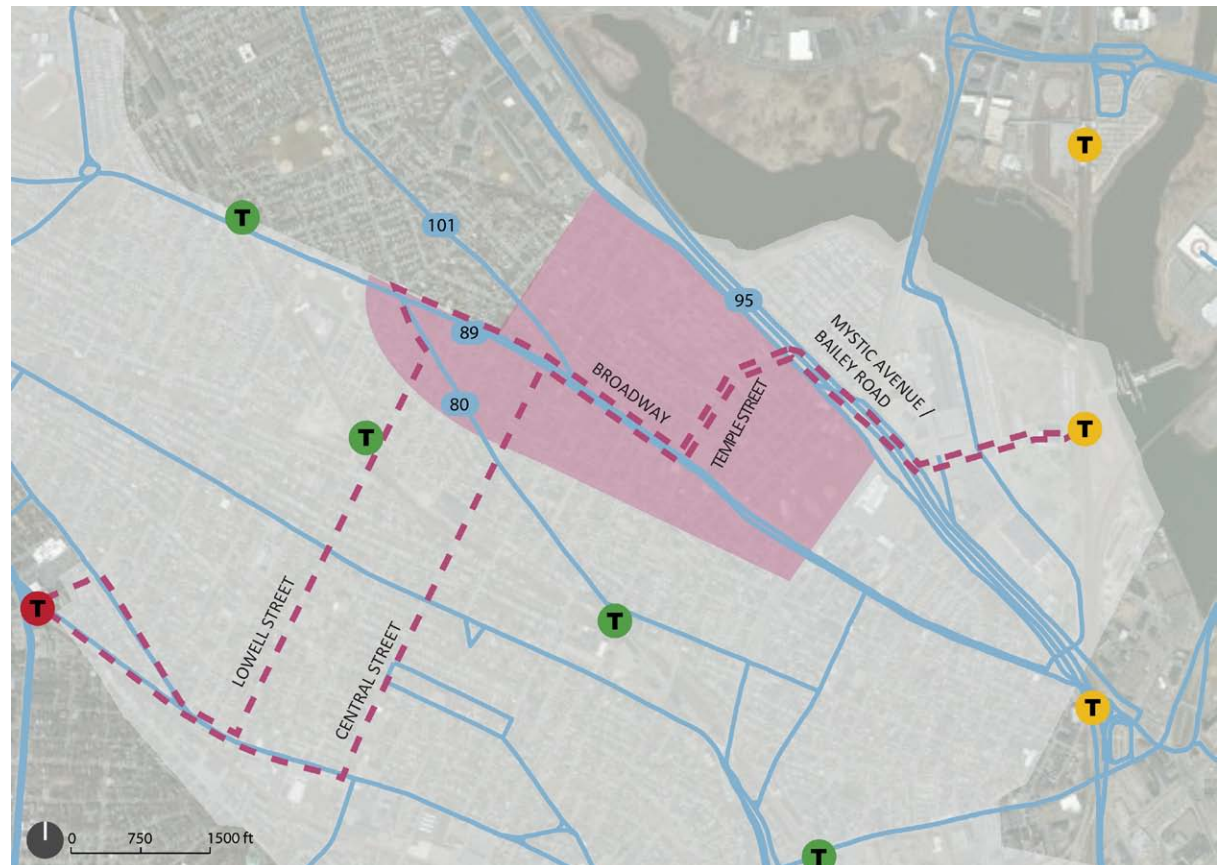 T
T
101
95
MYSTIC AVENUE /
BAILEY ROAD
89
BROADWAY
80
TEMPLE STREET
T
T
T
T
LOWELL STREET
CENTRAL STREET
T
T
0 750 1500 ft